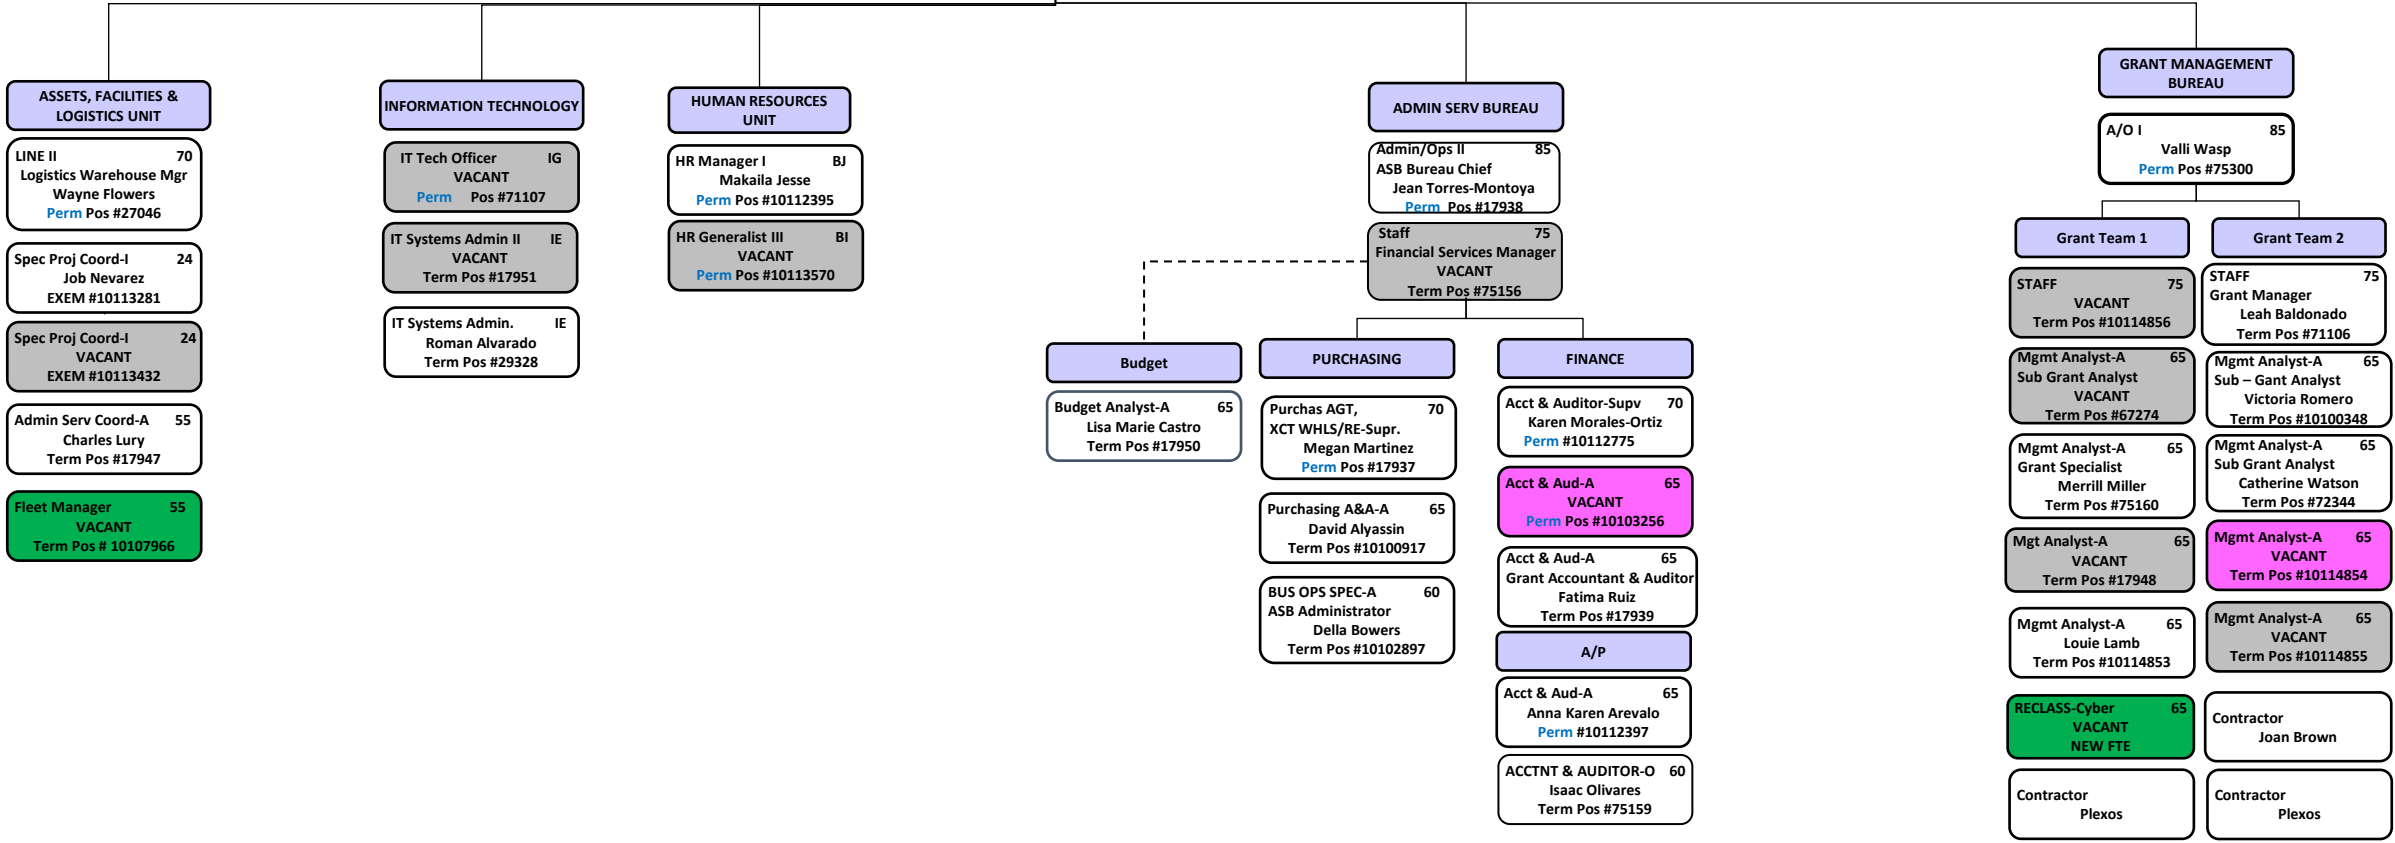 ASSETS, FACILITIES &
LOGISTICS UNIT
LINE II 70
Logistics Warehouse Mgr
Wayne Flowers
Perm Pos #27046
Spec Proj Coord-I 24
Job Nevarez
EXEM #10113281
Spec Proj Coord-I 24
VACANT
EXEM #10113432
Admin Serv Coord-A 55
Charles Lury
Term Pos #17947
Fleet Manager 55
VACANT
Term Pos # 10107966
INFORMATION TECHNOLOGY
IT Tech Officer IG
VACANT
Perm Pos #71107
IT Systems Admin II IE
VACANT
Term Pos #17951
IT Systems Admin. IE
Roman Alvarado
Term Pos #29328
HUMAN RESOURCES
UNIT
HR Manager I BJ
Makaila Jesse
Perm Pos #10112395
HR Generalist III BI
VACANT
Perm Pos #10113570
ADMIN SERV BUREAU
Admin/Ops II 85
ASB Bureau Chief
Jean Torres-Montoya
Perm Pos #17938
Staff 75
Financial Services Manager
VACANT
Term Pos #75156
Budget
Budget Analyst-A 65
Lisa Marie Castro
Term Pos #17950
PURCHASING
Purchas AGT, 70
XCT WHLS/RE-Supr.
Megan Martinez
Perm Pos #17937
Purchasing A&A-A 65
David Alyassin
Term Pos #10100917
BUS OPS SPEC-A 60
ASB Administrator
Della Bowers
Term Pos #10102897
FINANCE
Acct & Auditor-Supv 70
Karen Morales-Ortiz
Perm #10112775
Acct & Aud-A 65
VACANT
Perm Pos #10103256
Acct & Aud-A 65
Grant Accountant & Auditor
Fatima Ruiz
Term Pos #17939
A/P
Acct & Aud-A 65
Anna Karen Arevalo
Perm #10112397
ACCTNT & AUDITOR-O 60
Isaac Olivares
Term Pos #75159
GRANT MANAGEMENT
BUREAU
A/O I 85
Valli Wasp
Perm Pos #75300
Grant Team 1
STAFF 75
VACANT
Term Pos #10114856
Mgmt Analyst-A 65
Sub Grant Analyst
VACANT
Term Pos #67274
Mgmt Analyst-A 65
Grant Specialist
Merrill Miller
Term Pos #75160
Mgt Analyst-A 65
VACANT
Term Pos #17948
Mgmt Analyst-A 65
Louie Lamb
Term Pos #10114853
RECLASS-Cyber 65
VACANT
NEW FTE
Contractor
Plexos
Grant Team 2
STAFF 75
Grant Manager
Leah Baldonado
Term Pos #71106
Mgmt Analyst-A 65
Sub – Gant Analyst
Victoria Romero
Term Pos #10100348
Mgmt Analyst-A 65
Sub Grant Analyst
Catherine Watson
Term Pos #72344
Mgmt Analyst-A 65
VACANT
Term Pos #10114854
Mgmt Analyst-A 65
VACANT
Term Pos #10114855
Contractor
Joan Brown
Contractor
Plexos